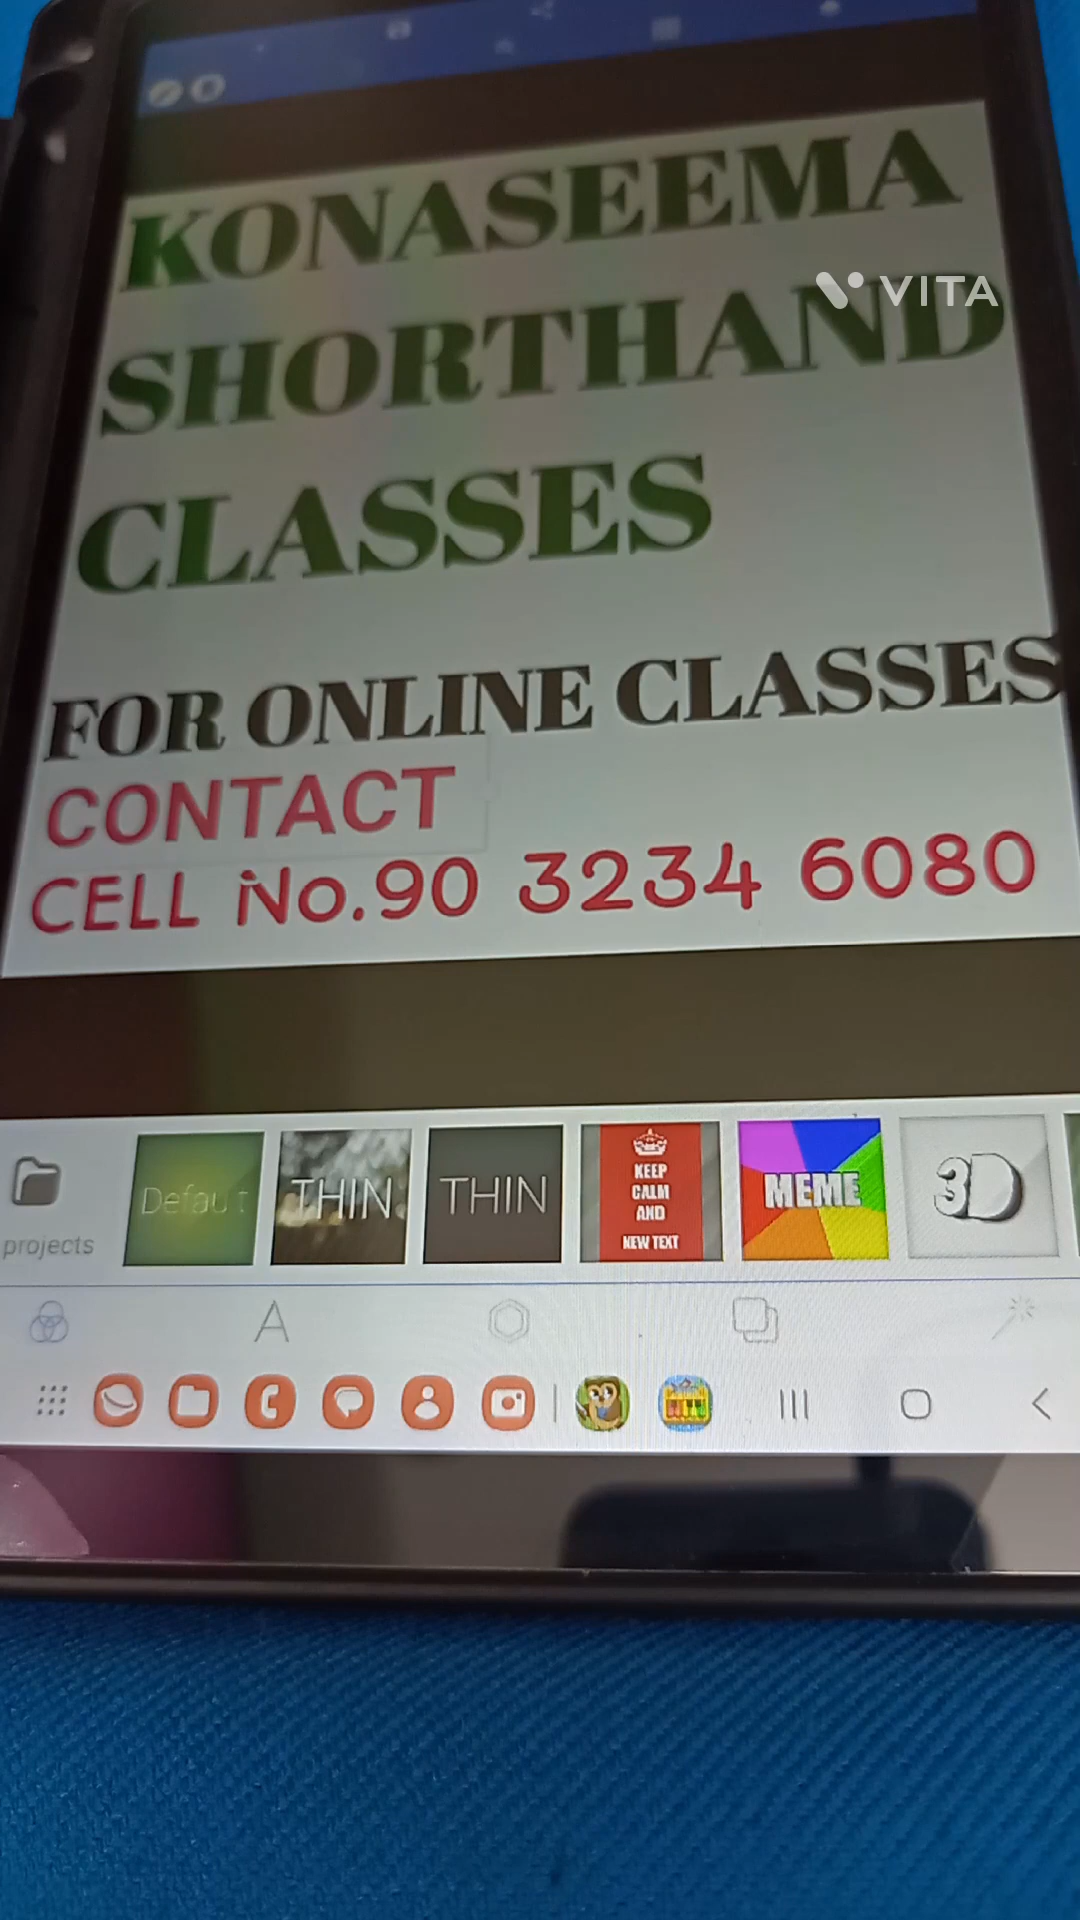 KONASEEMA
VITA
SHORTHAND
CLASSES
FOR ONLINE CLASSES
CONTACT
CELL No.90 3234 6080
projects
Defau t
THIN
THIN
KEEP
CALM
AND
NEW TEXT
MEME
3D
A